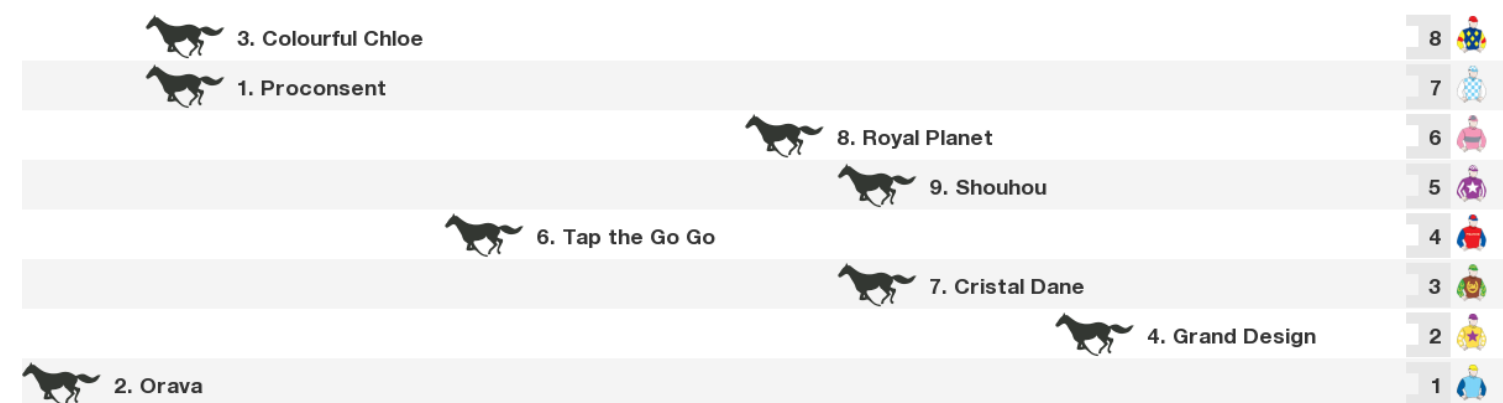 3. Colourful Chloe 8
1. Proconsent 7
8. Royal Planet 6
9. Shouhou 5
6. Tap the Go Go 4
7. Cristal Dane 3
4. Grand Design 2
2. Orava 1